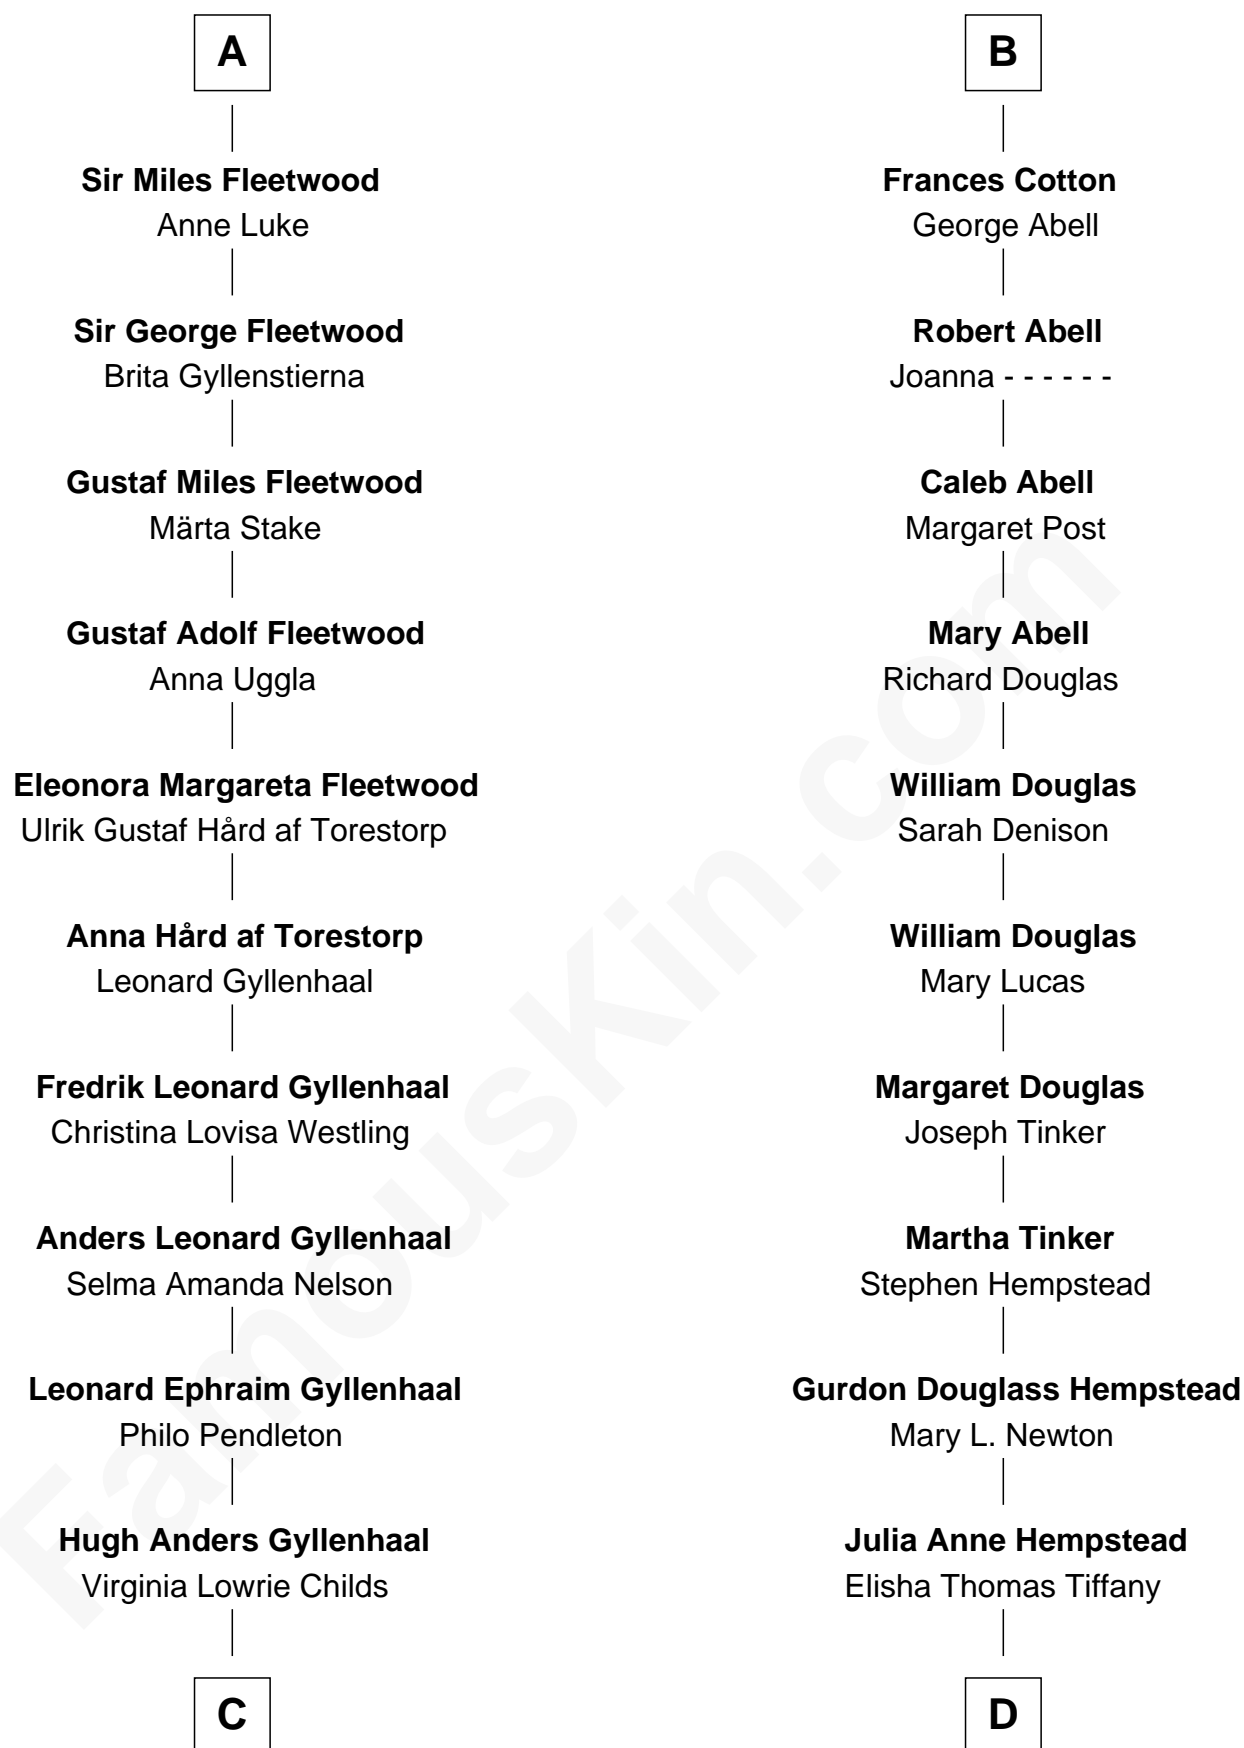 A
Sir Miles Fleetwood
Anne Luke
Sir George Fleetwood
Brita Gyllenstierna
Gustaf Miles Fleetwood
Märta Stake
Gustaf Adolf Fleetwood
Anna Uggla
Eleonora Margareta Fleetwood
Ulrik Gustaf Hård af Torestorp
Anna Hård af Torestorp
Leonard Gyllenhaal
Fredrik Leonard Gyllenhaal
Christina Lovisa Westling
Anders Leonard Gyllenhaal
Selma Amanda Nelson
Leonard Ephraim Gyllenhaal
Philo Pendleton
Hugh Anders Gyllenhaal
Virginia Lowrie Childs
C
B
Frances Cotton
George Abell
Robert Abell
Joanna - - - - - -
Caleb Abell
Margaret Post
Mary Abell
Richard Douglas
William Douglas
Sarah Denison
William Douglas
Mary Lucas
Margaret Douglas
Joseph Tinker
Martha Tinker
Stephen Hempstead
Gurdon Douglass Hempstead
Mary L. Newton
Julia Anne Hempstead
Elisha Thomas Tiffany
D
FamousKin.com